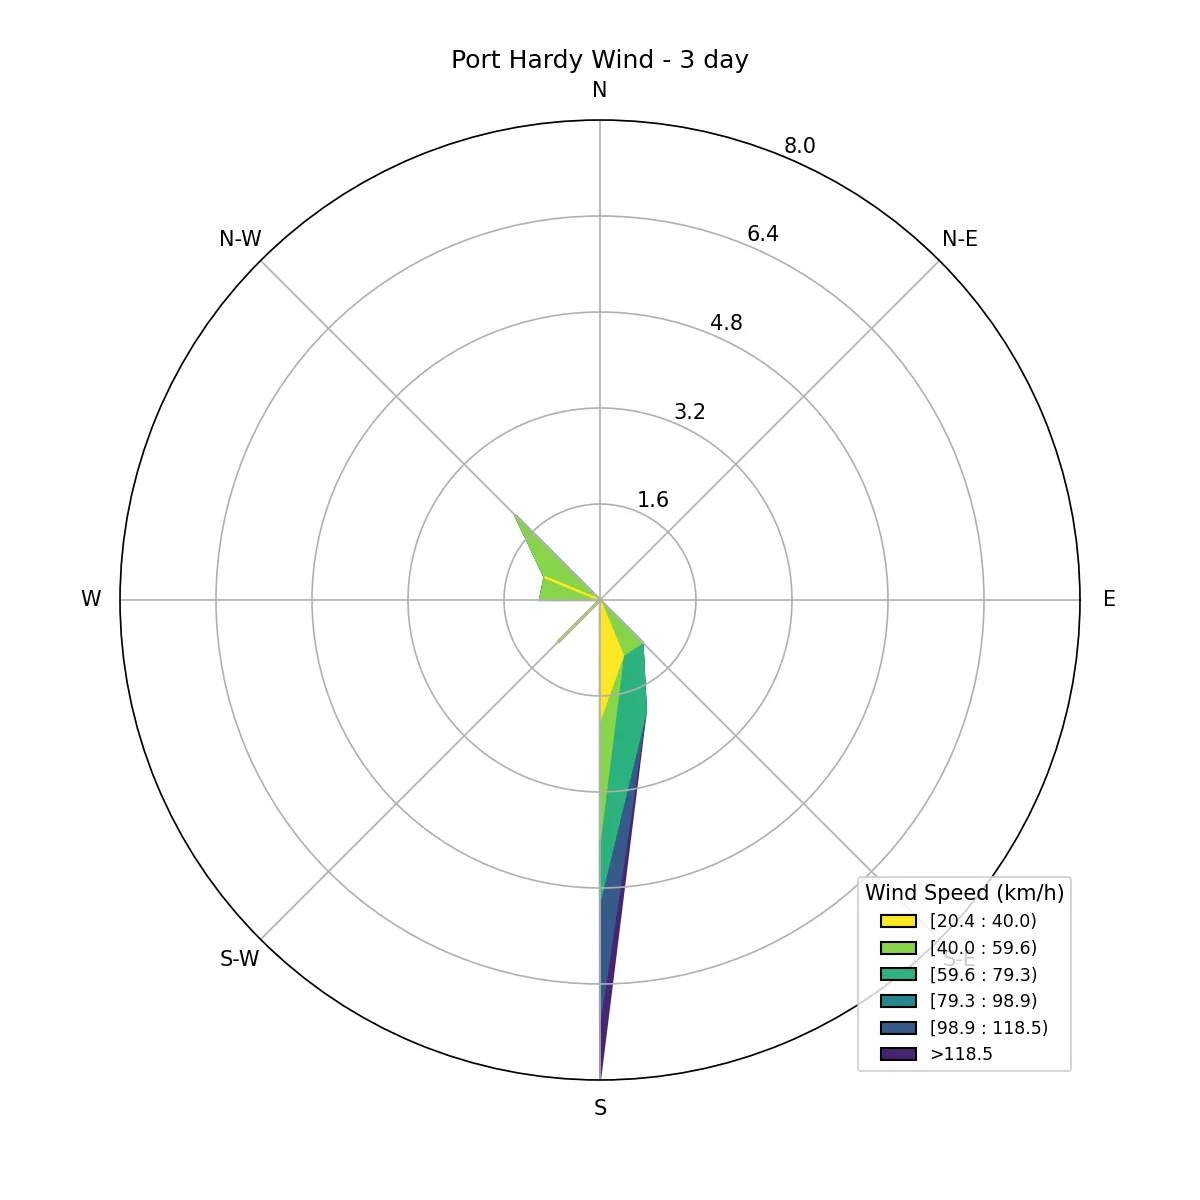 Port Hardy Wind - 3 day
N
8.0
N-W
N-E
6.4
4.8
3.2
1.6
W
E
S-W
S-E
S
Wind Speed (km/h)
[20.4 : 40.0)
[40.0 : 59.6)
[59.6 : 79.3)
[79.3 : 98.9)
[98.9 : 118.5)
>118.5